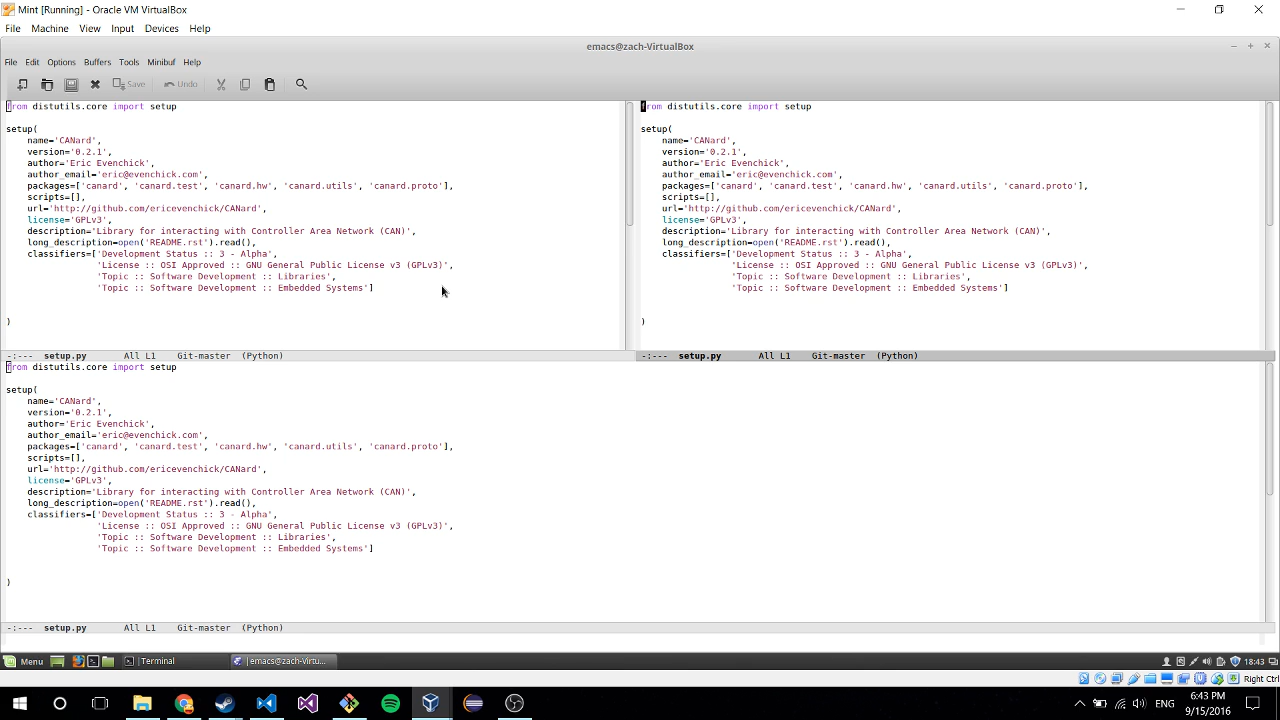 Mint [Running] - Oracle VM VirtualBox
File Machine View Input Devices Help
emacs@zach-VirtualBox
File Edit Options Buffers Tools Minibuf Help
Save Undo
from distutils.core import setup
setup(
name='CANard',
version='0.2.1',
author='Eric Evenchick',
author_email='eric@evenchick.com',
packages=['canard', 'canard.test', 'canard.hw', 'canard.utils', 'canard.proto'],
scripts=[],
url='http://github.com/ericevenchick/CANard',
license='GPLv3',
description='Library for interacting with Controller Area Network (CAN)',
long_description=open('README.rst').read(),
classifiers=['Development Status :: 3 - Alpha',
'License :: OSI Approved :: GNU General Public License v3 (GPLv3)',
'Topic :: Software Development :: Libraries',
'Topic :: Software Development :: Embedded Systems']
)
-:--- setup.py All L1 Git-master (Python)
from distutils.core import setup
setup(
name='CANard',
version='0.2.1',
author='Eric Evenchick',
author_email='eric@evenchick.com',
packages=['canard', 'canard.test', 'canard.hw', 'canard.utils', 'canard.proto'],
scripts=[],
url='http://github.com/ericevenchick/CANard',
license='GPLv3',
description='Library for interacting with Controller Area Network (CAN)',
long_description=open('README.rst').read(),
classifiers=['Development Status :: 3 - Alpha',
'License :: OSI Approved :: GNU General Public License v3 (GPLv3)',
'Topic :: Software Development :: Libraries',
'Topic :: Software Development :: Embedded Systems']
)
-:--- setup.py All L1 Git-master (Python)
from distutils.core import setup
setup(
name='CANard',
version='0.2.1',
author='Eric Evenchick',
author_email='eric@evenchick.com',
packages=['canard', 'canard.test', 'canard.hw', 'canard.utils', 'canard.proto'],
scripts=[],
url='http://github.com/ericevenchick/CANard',
license='GPLv3',
description='Library for interacting with Controller Area Network (CAN)',
long_description=open('README.rst').read(),
classifiers=['Development Status :: 3 - Alpha',
'License :: OSI Approved :: GNU General Public License v3 (GPLv3)',
'Topic :: Software Development :: Libraries',
'Topic :: Software Development :: Embedded Systems']
)
-:--- setup.py All L1 Git-master (Python)
Menu Terminal emacs@zach-Virtu... 18:43
Right Ctrl
ENG 6:43 PM
9/15/2016